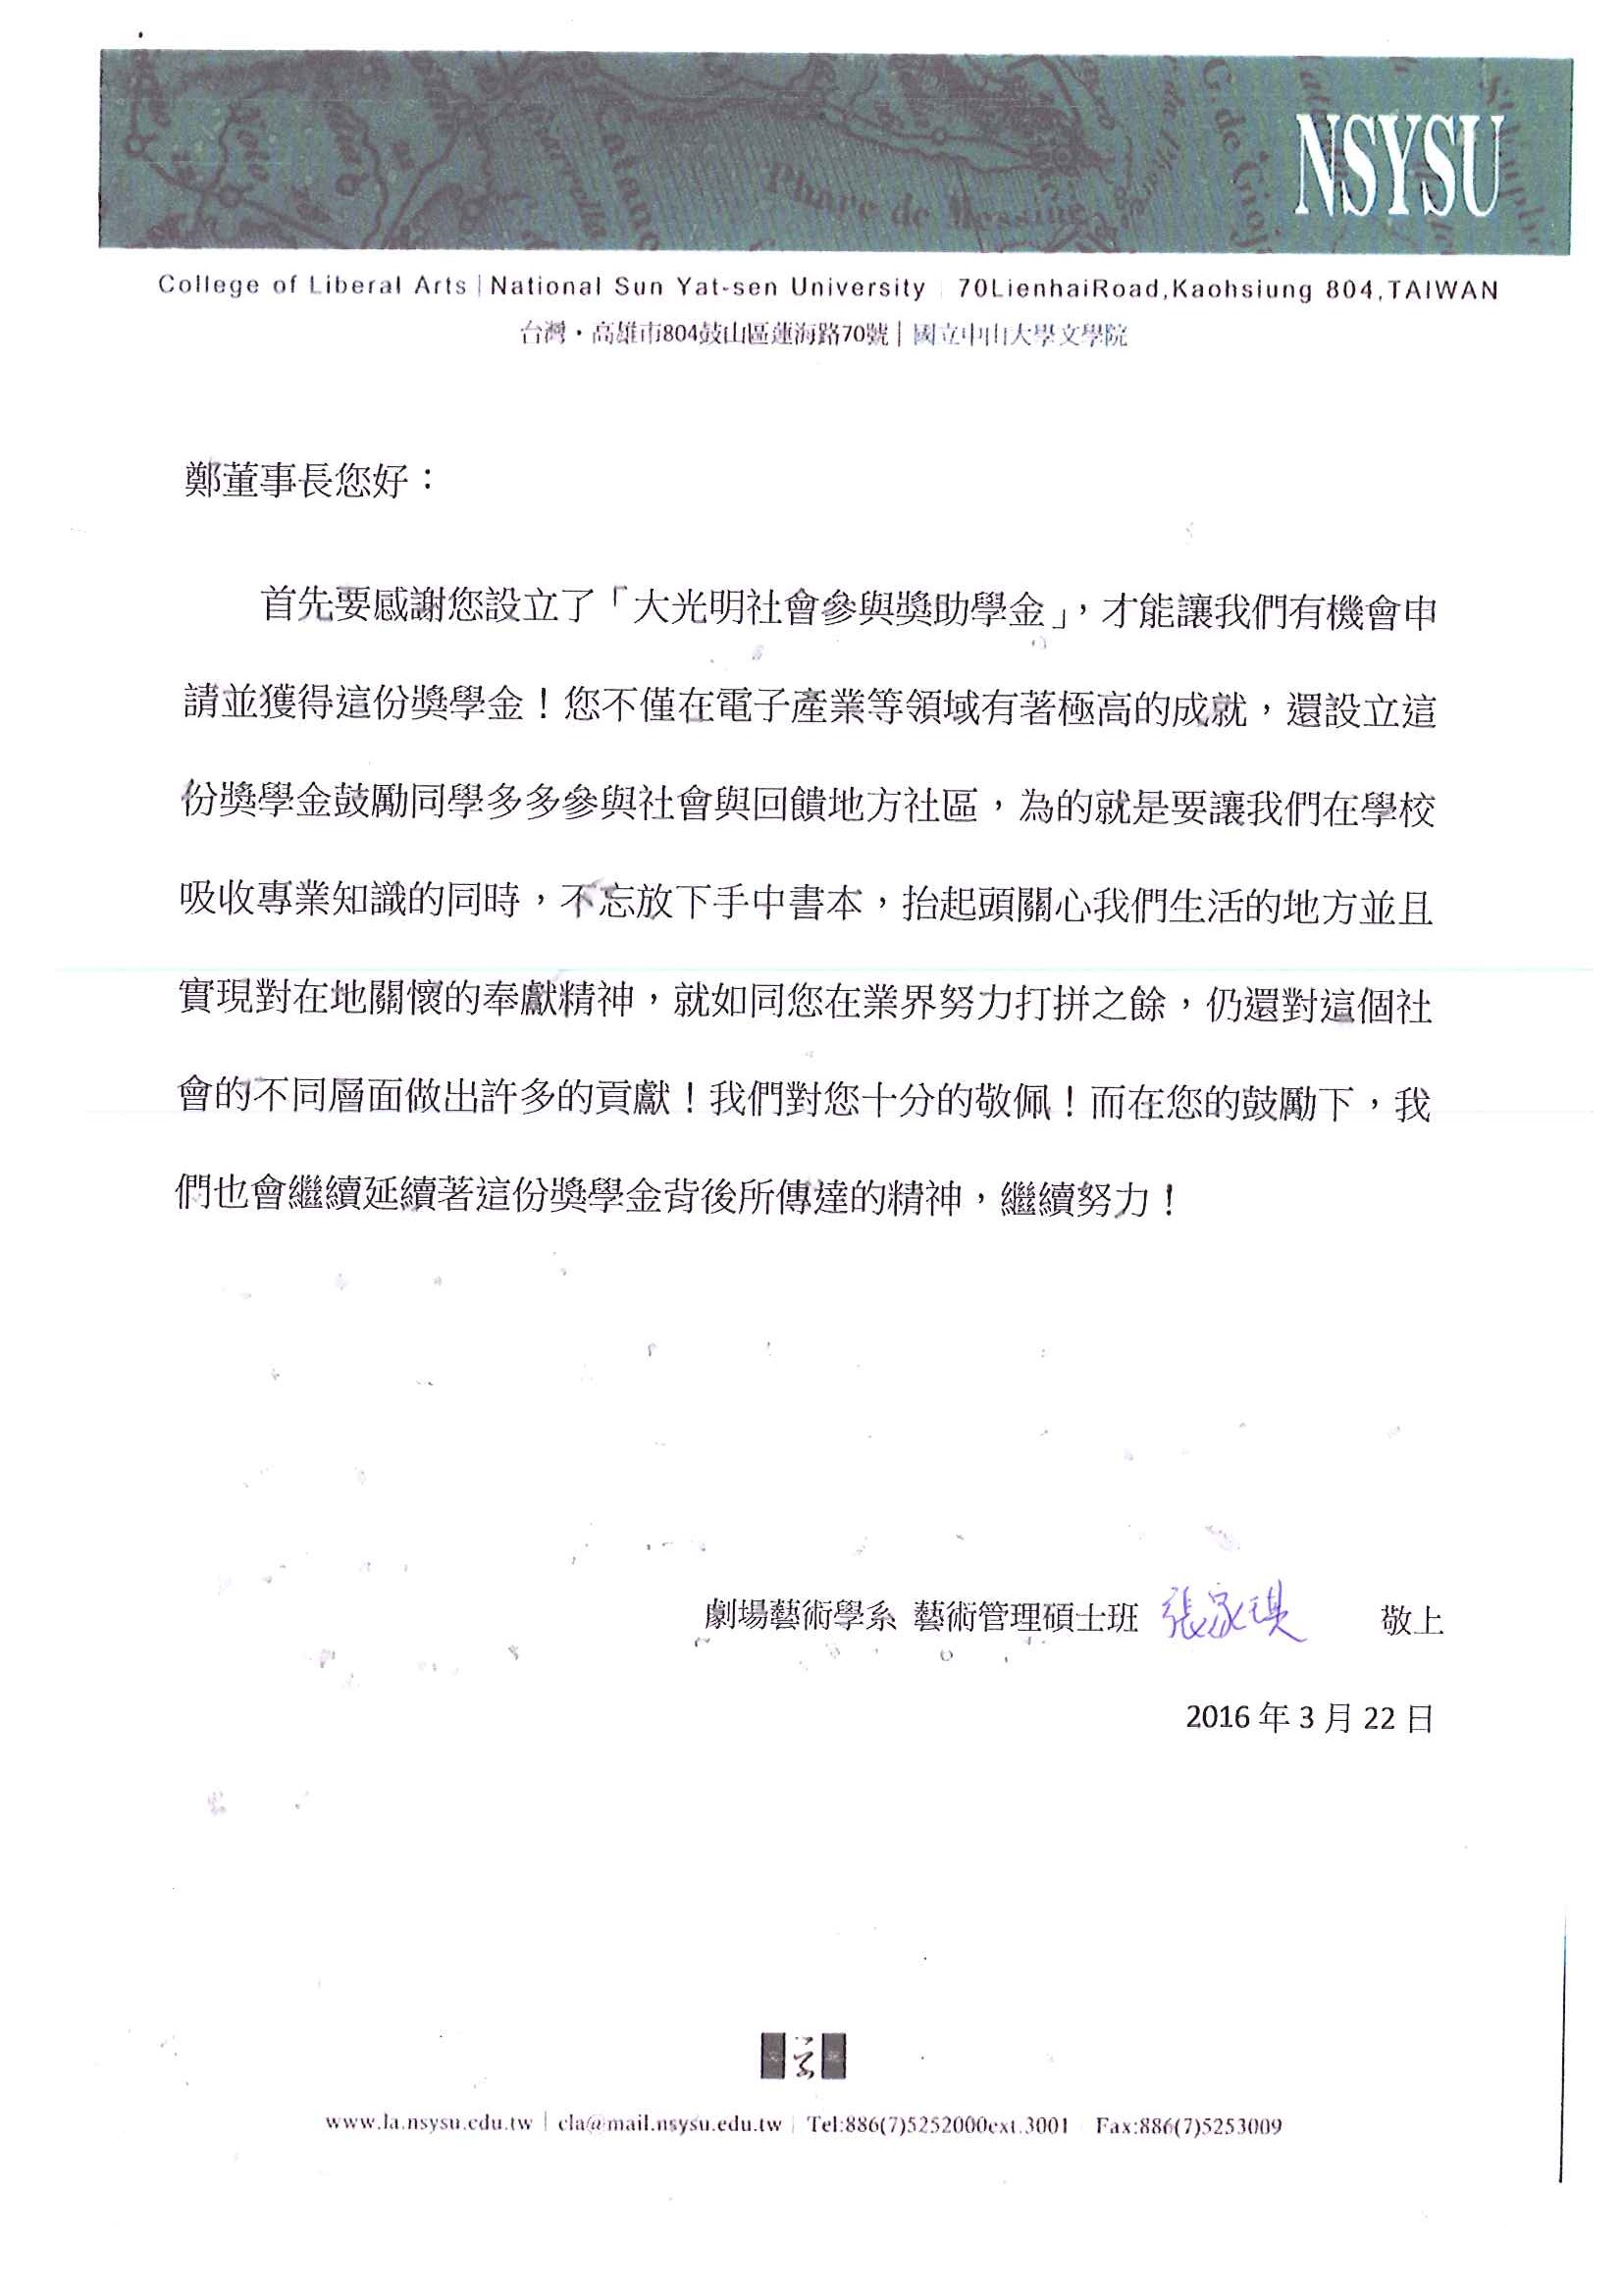 NSYSU
Phare de Messine
College of Liberal Arts | National Sun Yat-sen University | 70LienhaiRoad,Kaohsiung 804,TAIWAN
台灣・高雄市804鼓山區蓮海路70號 | 國立中山大學文學院
鄭董事長您好：
首先要感謝您設立了「大光明社會參與獎助學金」，才能讓我們有機會申
請並獲得這份獎學金！您不僅在電子產業等領域有著極高的成就，還設立這
份獎學金鼓勵同學多多參與社會與回饋地方社區，為的就是要讓我們在學校
吸收專業知識的同時，不忘放下手中書本，抬起頭關心我們生活的地方並且
實現對在地關懷的奉獻精神，就如同您在業界努力打拼之餘，仍還對這個社
會的不同層面做出許多的貢獻！我們對您十分的敬佩！而在您的鼓勵下，我
們也會繼續延續著這份獎學金背後所傳達的精神，繼續努力！
劇場藝術學系 藝術管理碩士班 張家琪 敬上
2016 年 3 月 22 日
www.la.nsysu.edu.tw | cla@mail.nsysu.edu.tw | Tel:886(7)5252000ext.3001 Fax:886(7)5253009